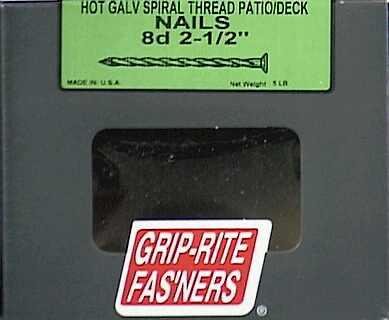 HOT GALV SPIRAL THREAD PATIO/DECK
NAILS
8d 2-1/2"
MADE IN U.S.A. Net Weight 5 LB
GRIP-RITE
FAS'NERS®